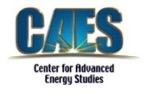 CAES
Center for Advanced
Energy Studies